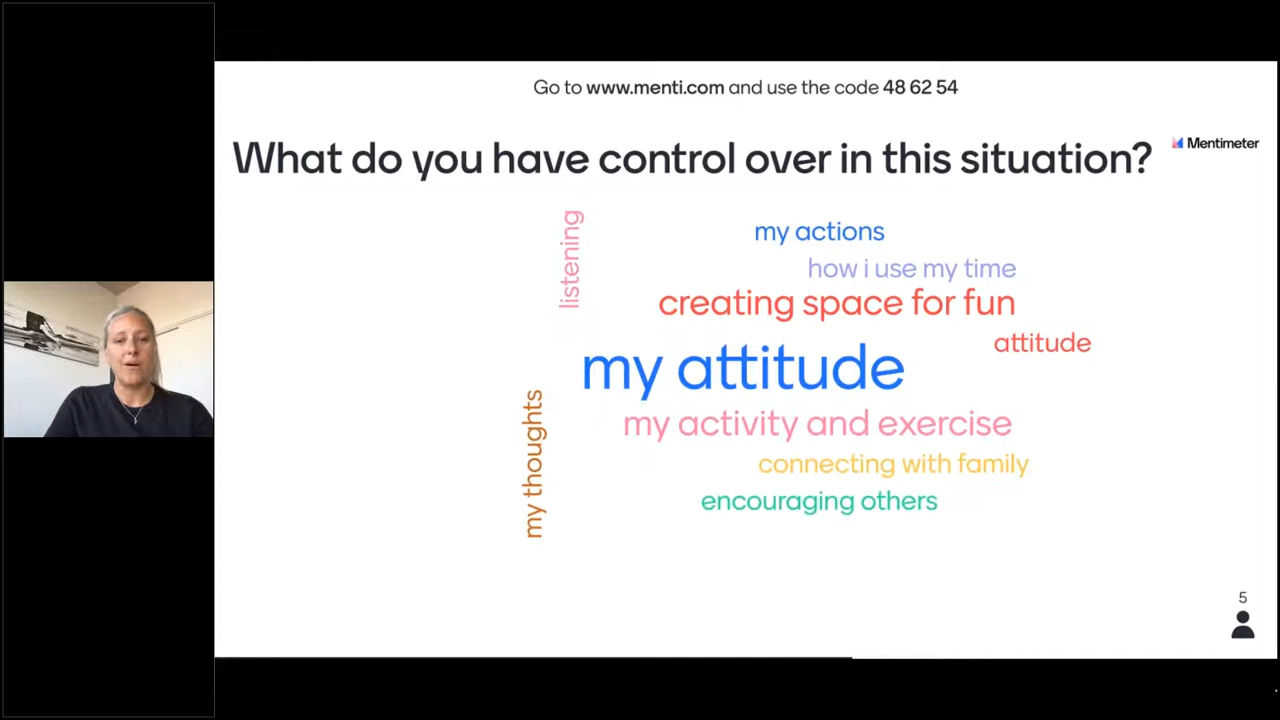 Go to www.menti.com and use the code 48 62 54
What do you have control over in this situation?
Mentimeter
listening
my actions
how i use my time
creating space for fun
attitude
my attitude
my thoughts
my activity and exercise
connecting with family
encouraging others
5